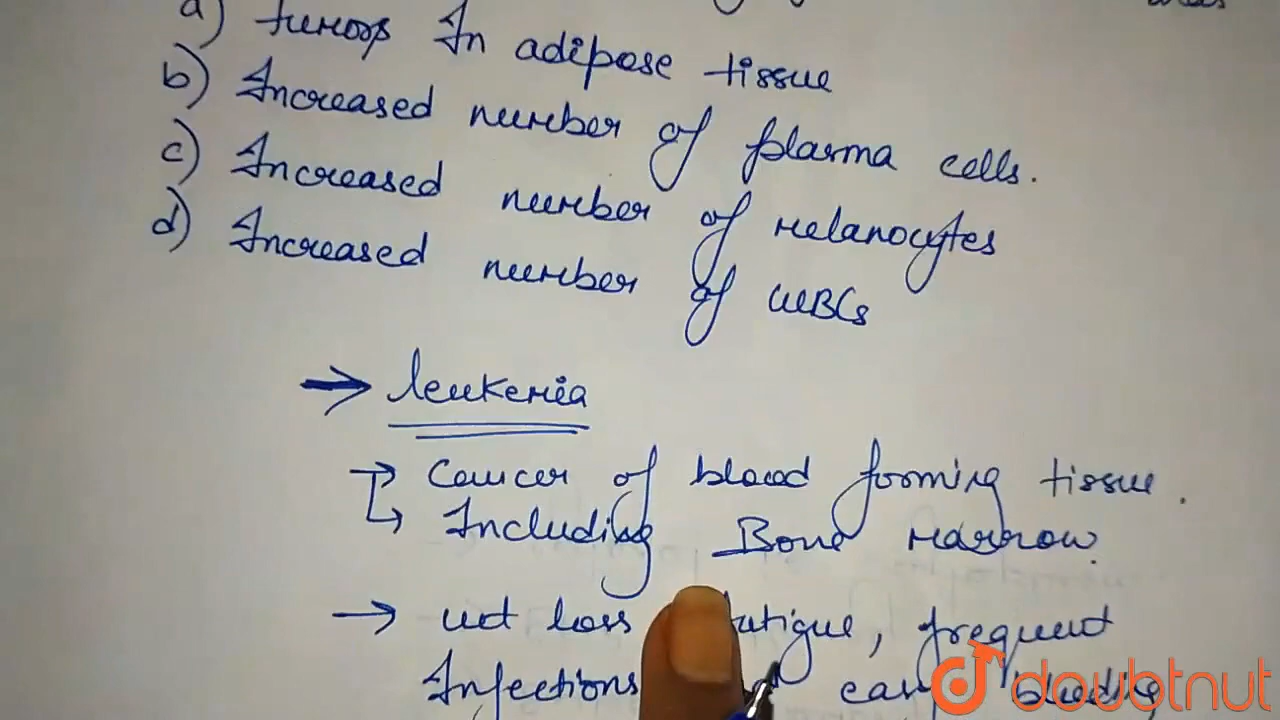 a) tumors In adipose tissue
b) Increased number of plasma cells.
c) Increased number of melanocytes
d) Increased number of WBCs
→ leukemia
→ Cancer of blood forming tissue.
↳ Including Bone marrow.
→ wt loss fatigue, frequent
Infections bleeding
doubtnut